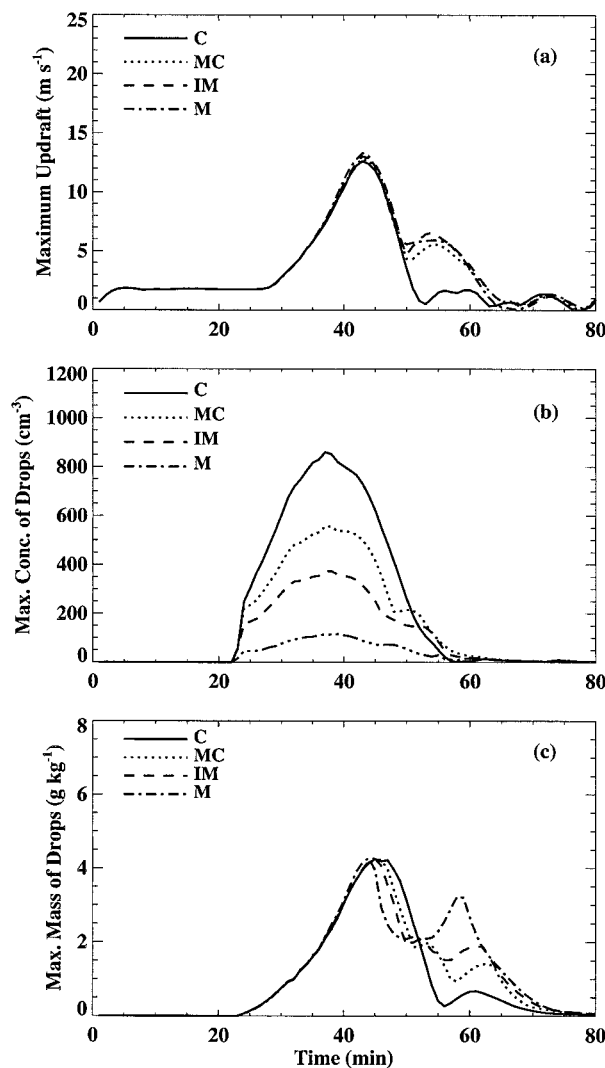 25
20
15
10
5
0
Maximum Updraft (m s⁻¹)
C
MC
IM
M
(a)
0 20 40 60 80
1200
1000
800
600
400
200
0
Max. Conc. of Drops (cm⁻³)
C
MC
IM
M
(b)
0 20 40 60 80
8
6
4
2
0
Max. Mass of Drops (g kg⁻¹)
C
MC
IM
M
(c)
0 20 40 60 80
Time (min)